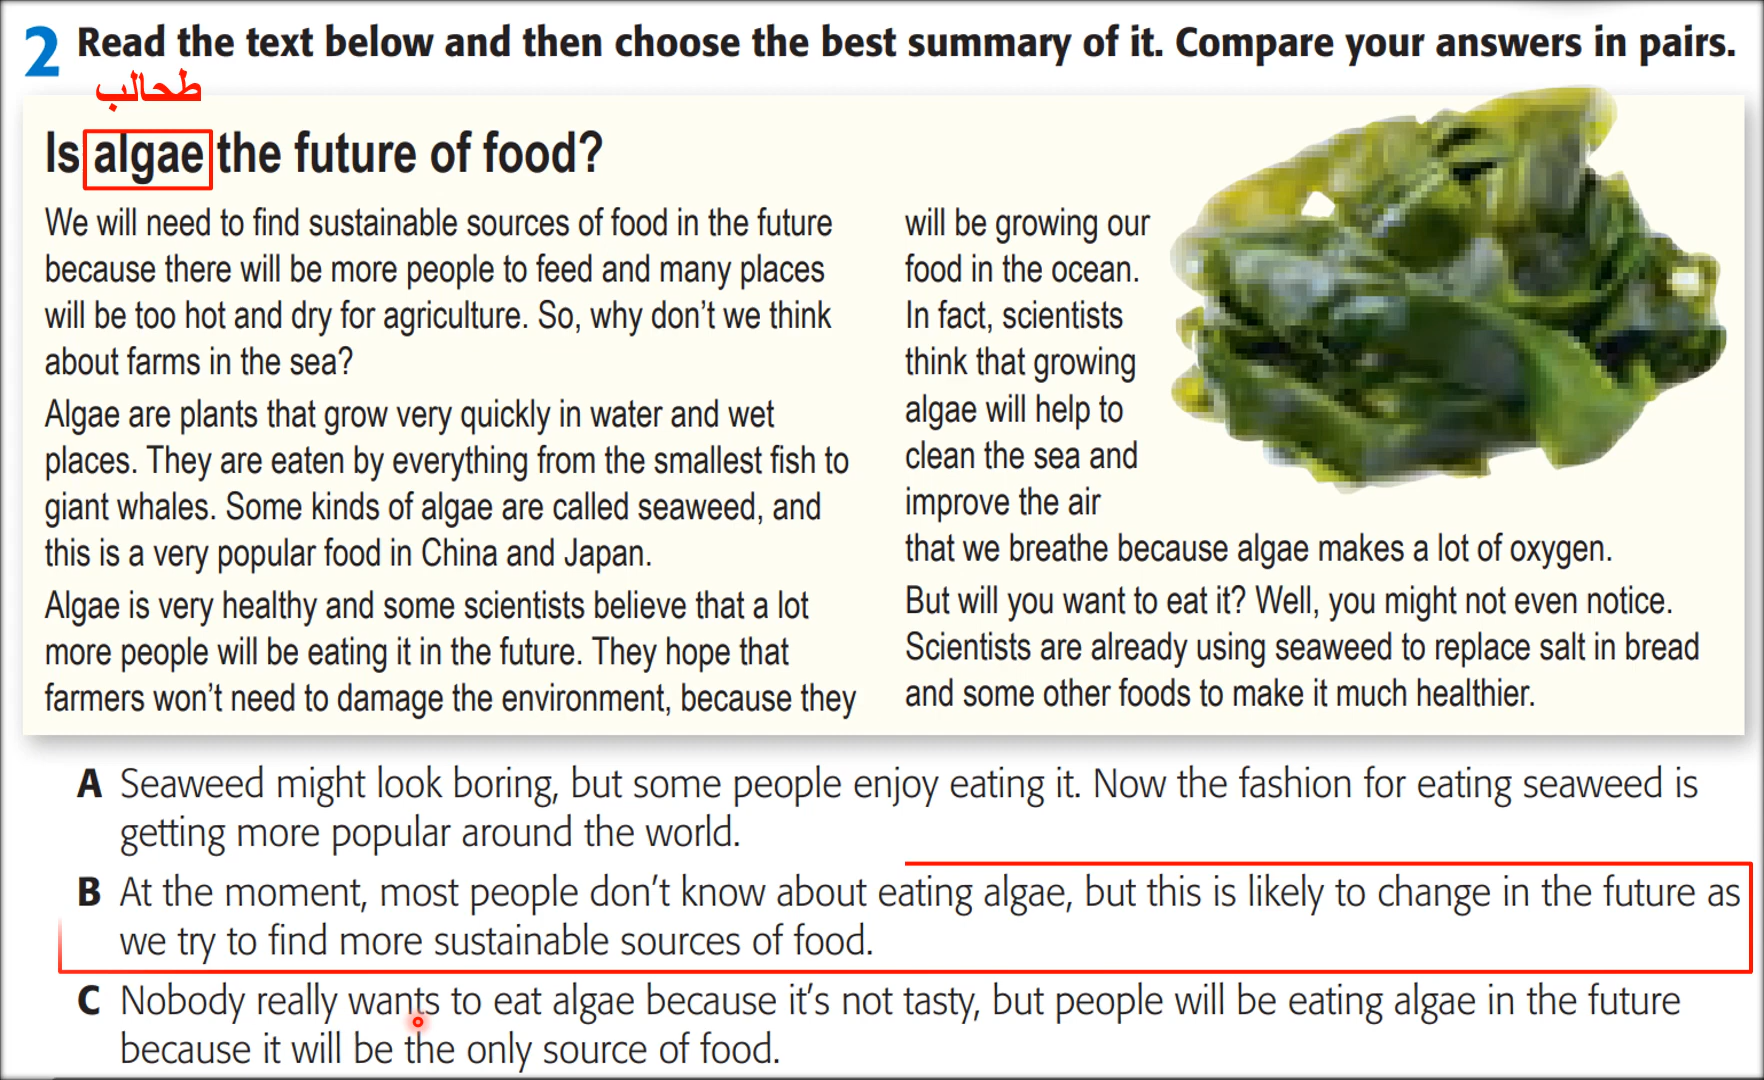 2 Read the text below and then choose the best summary of it. Compare your answers in pairs.
طحالب
Is algae the future of food?
We will need to find sustainable sources of food in the future
because there will be more people to feed and many places
will be too hot and dry for agriculture. So, why don't we think
about farms in the sea?
Algae are plants that grow very quickly in water and wet
places. They are eaten by everything from the smallest fish to
giant whales. Some kinds of algae are called seaweed, and
this is a very popular food in China and Japan.
Algae is very healthy and some scientists believe that a lot
more people will be eating it in the future. They hope that
farmers won't need to damage the environment, because they
will be growing our
food in the ocean.
In fact, scientists
think that growing
algae will help to
clean the sea and
improve the air
that we breathe because algae makes a lot of oxygen.
But will you want to eat it? Well, you might not even notice.
Scientists are already using seaweed to replace salt in bread
and some other foods to make it much healthier.
A Seaweed might look boring, but some people enjoy eating it. Now the fashion for eating seaweed is
getting more popular around the world.
B At the moment, most people don't know about eating algae, but this is likely to change in the future as
we try to find more sustainable sources of food.
C Nobody really wants to eat algae because it's not tasty, but people will be eating algae in the future
because it will be the only source of food.